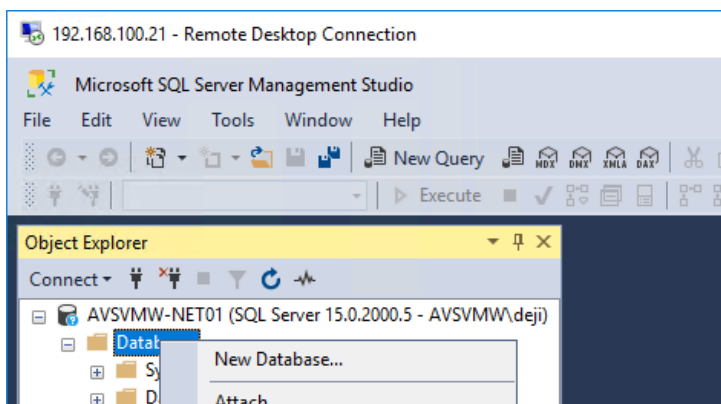 192.168.100.21 - Remote Desktop Connection
Microsoft SQL Server Management Studio
File Edit View Tools Window Help
New Query MDX DMX XMLA DAX
Execute
Object Explorer
Connect
AVSVMW-NET01 (SQL Server 15.0.2000.5 - AVSVMW\deji)
New Database...
Attach